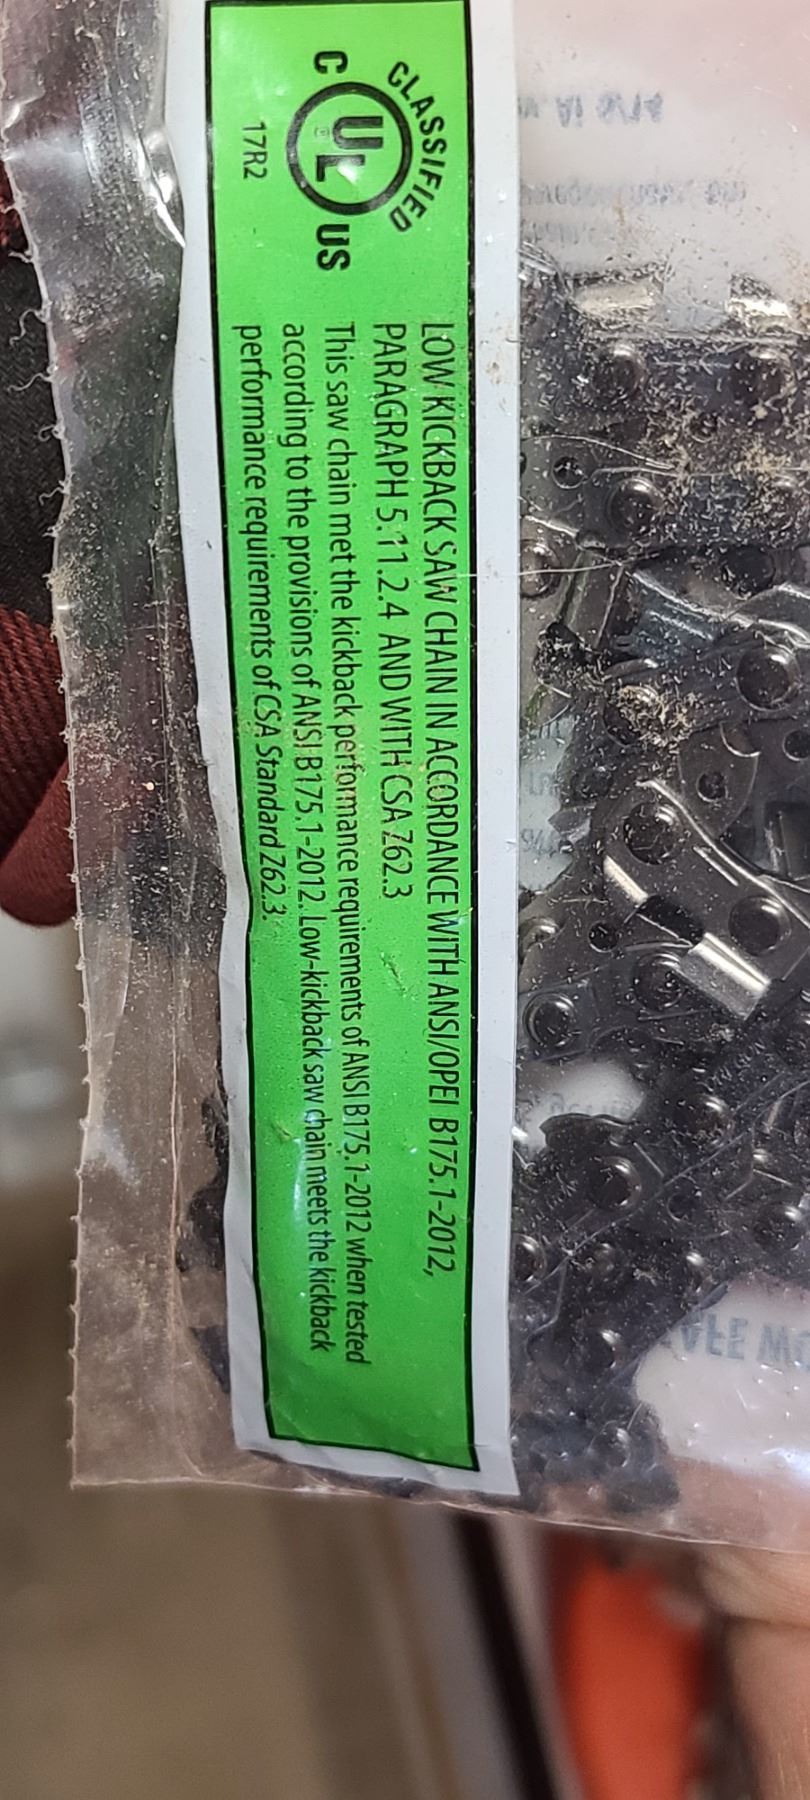 CLASSIFIED
C UL US
17R2
LOW KICKBACK SAW CHAIN IN ACCORDANCE WITH ANSI/OPEI B175.1-2012,
PARAGRAPH 5.11.2.4 AND WITH CSA Z62.3
This saw chain met the kickback performance requirements of ANSI B175.1-2012 when tested
according to the provisions of ANSI B175.1-2012. Low-kickback saw chain meets the kickback
performance requirements of CSA Standard Z62.3.